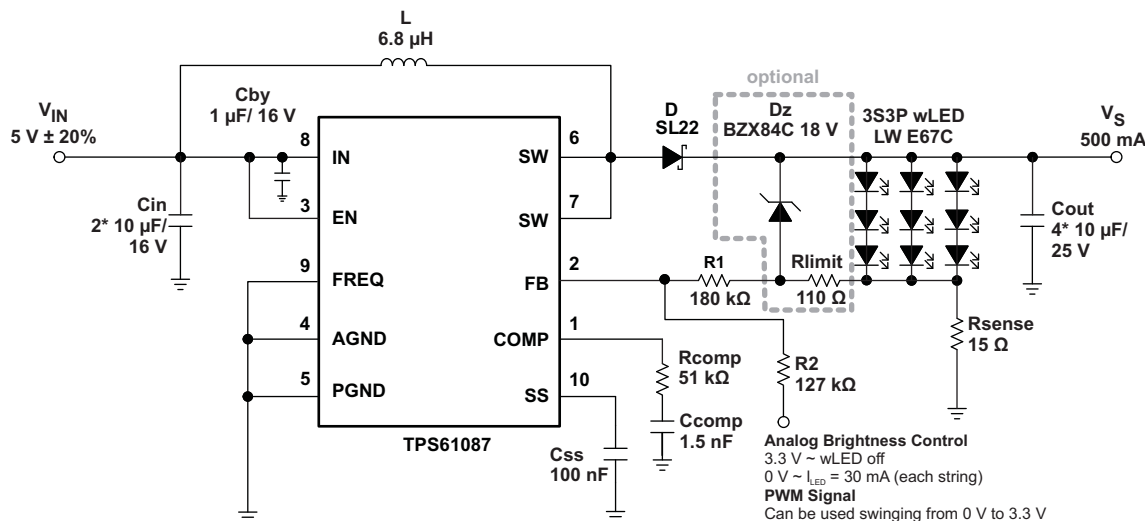 L
6.8 µH
optional
Cby
1 µF/ 16 V
V_IN
5 V ± 20%
D
SL22
Dz
BZX84C 18 V
3S3P wLED
LW E67C
V_S
500 mA
8
IN
SW
6
3
EN
SW
7
Cin
2* 10 µF/
16 V
Cout
4* 10 µF/
25 V
9
FREQ
FB
2
R1
180 kΩ
Rlimit
110 Ω
4
AGND
COMP
1
Rsense
15 Ω
Rcomp
51 kΩ
R2
127 kΩ
5
PGND
SS
10
Ccomp
1.5 nF
TPS61087
Css
100 nF
Analog Brightness Control
3.3 V ~ wLED off
0 V ~ I_LED = 30 mA (each string)
PWM Signal
Can be used swinging from 0 V to 3.3 V